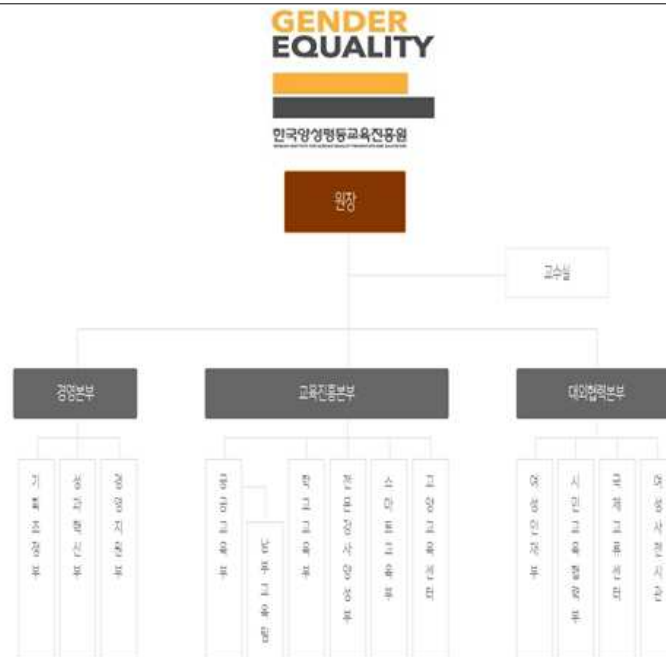 GENDER
EQUALITY
한국양성평등교육진흥원
원장
교수실
경영본부
교육진흥본부
대외협력본부
기획조정부
성과혁신부
경영지원부
공공교육부
남부교육팀
학교교육부
전문강사양성부
스마트교육부
고양교육센터
여성인재부
시민교육협력부
국제교류센터
여성사전시관